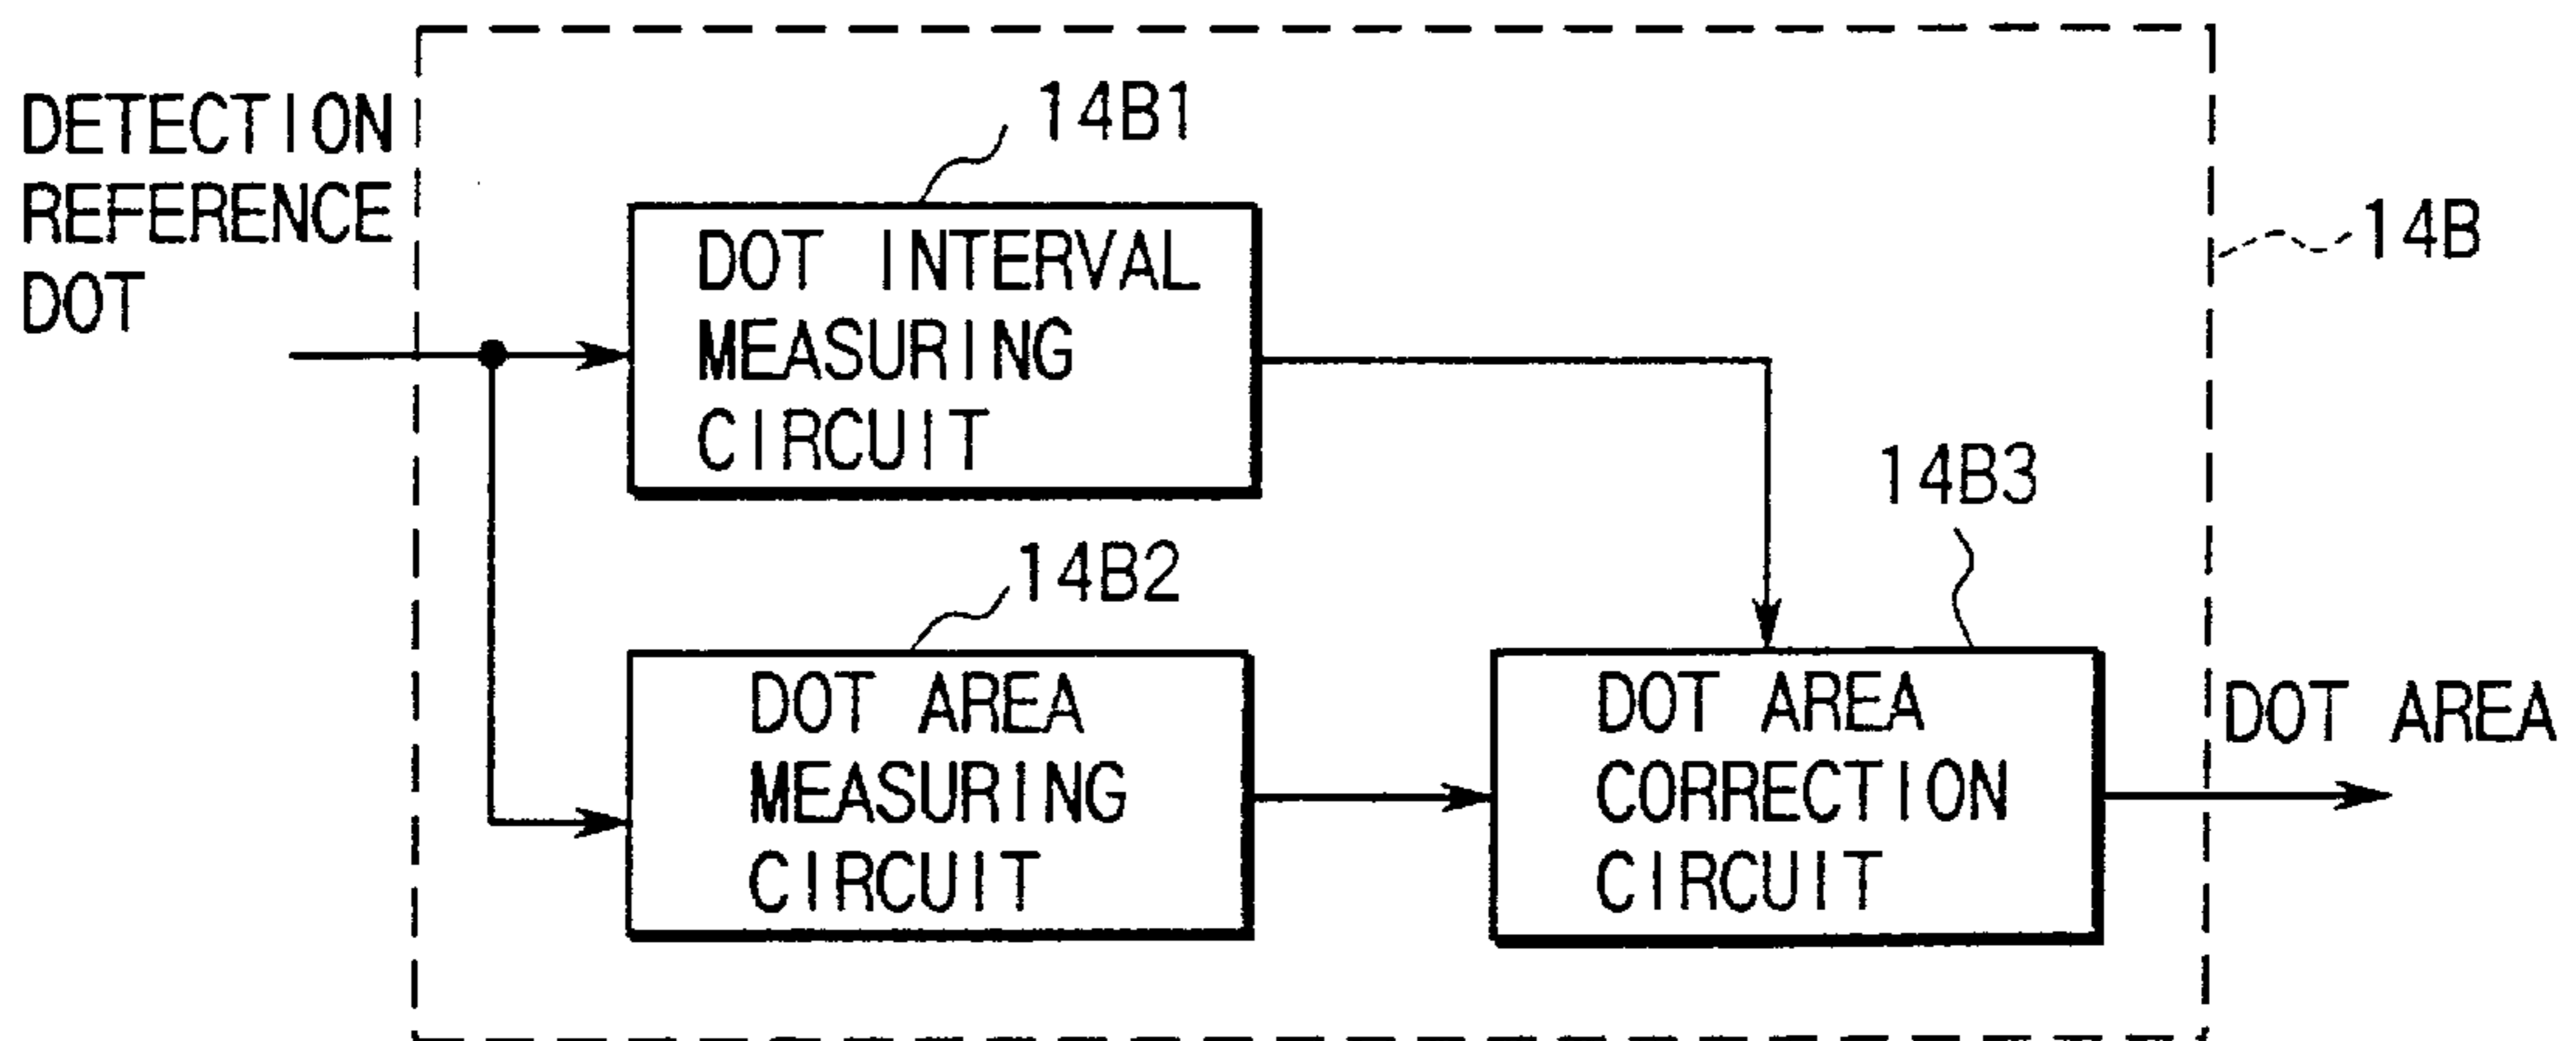 DETECTION
REFERENCE
DOT
14B1
DOT INTERVAL
MEASURING
CIRCUIT
14B
14B2
DOT AREA
MEASURING
CIRCUIT
14B3
DOT AREA
CORRECTION
CIRCUIT
DOT AREA